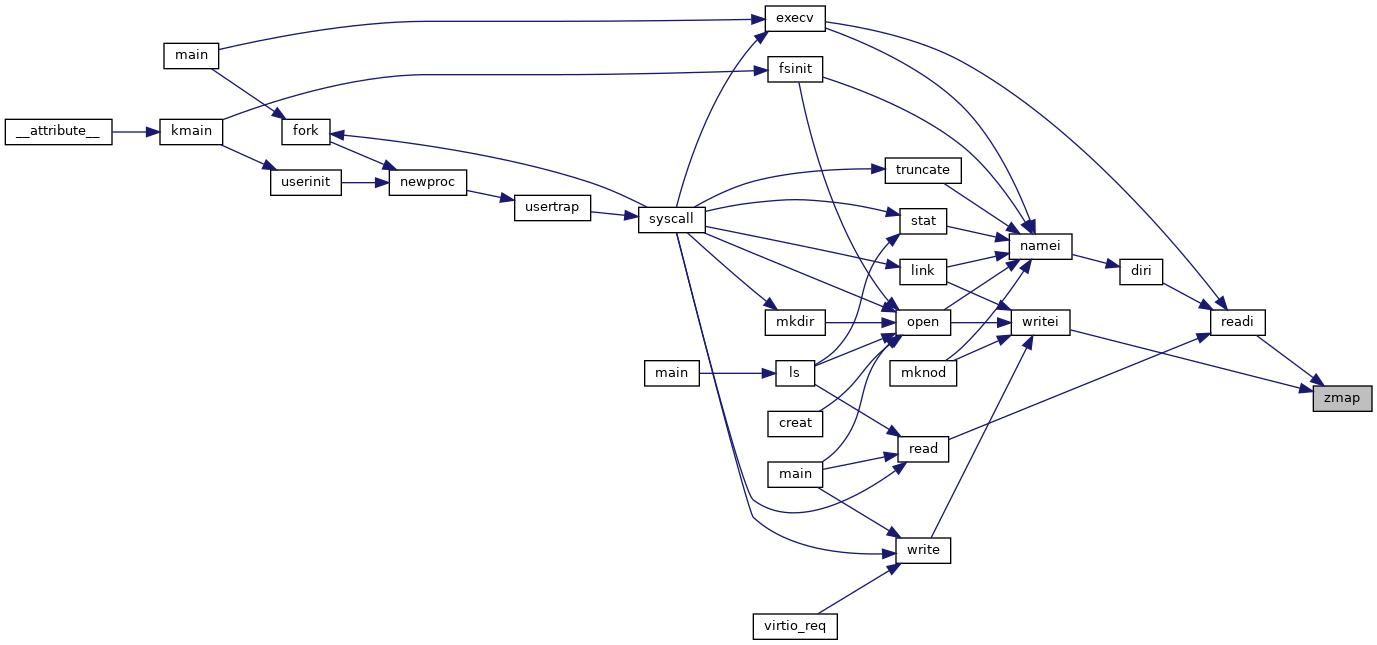 execv
main
fsinit
__attribute__
kmain
fork
truncate
userinit
newproc
usertrap
syscall
stat
namei
link
diri
mkdir
open
writei
readi
main
ls
mknod
zmap
creat
read
main
write
virtio_req